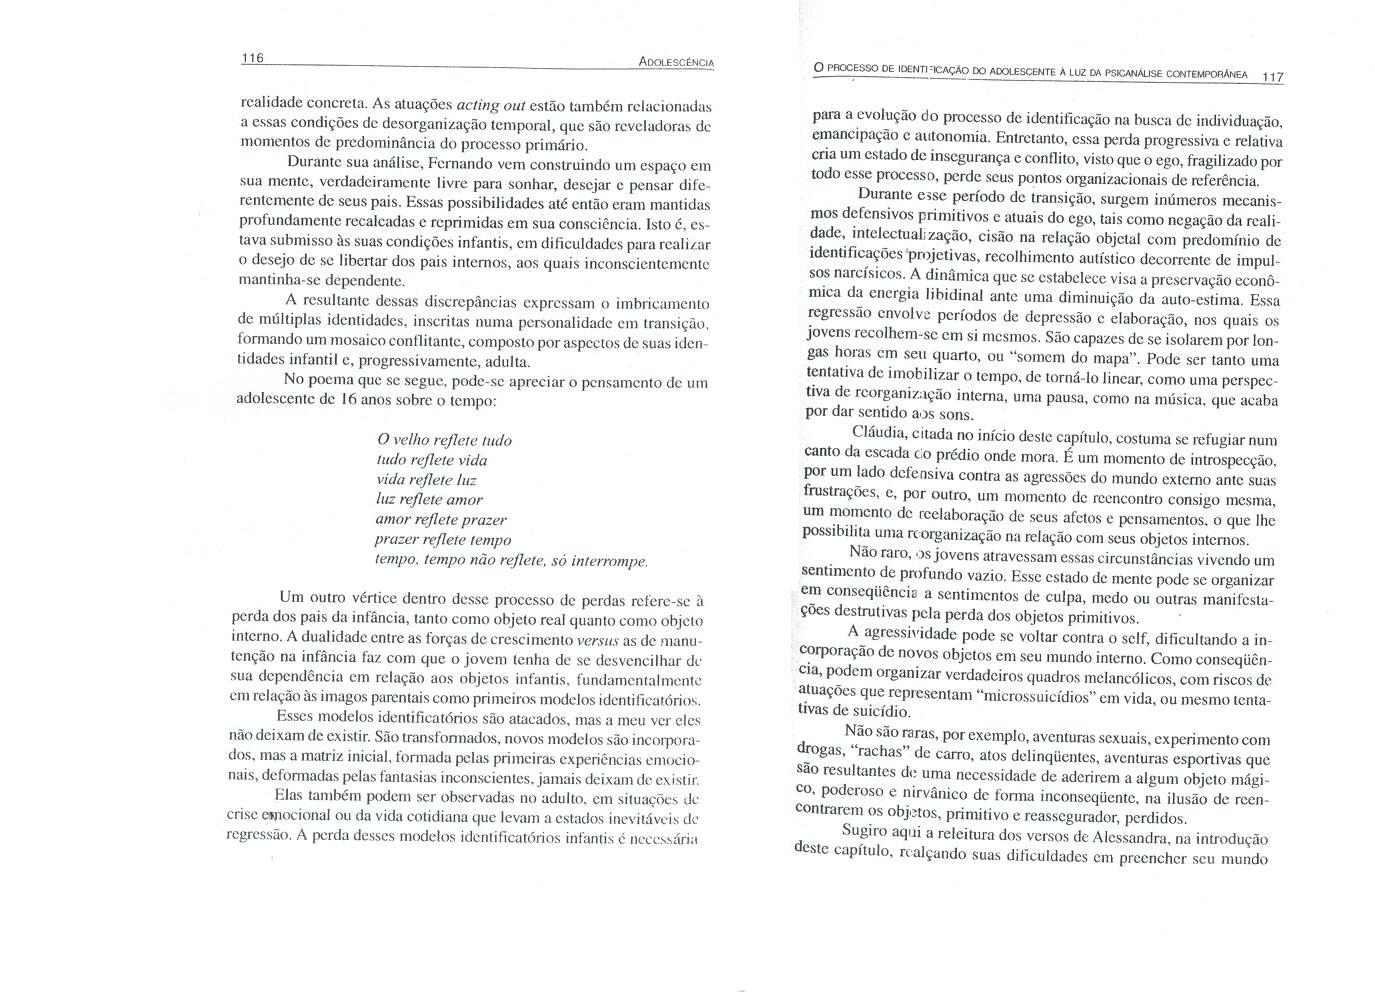 116
ADOLESCÊNCIA
realidade concreta. As atuações acting out estão também relacionadas
a essas condições de desorganização temporal, que são reveladoras de
momentos de predominância do processo primário.
Durante sua análise, Fernando vem construindo um espaço em
sua mente, verdadeiramente livre para sonhar, desejar e pensar dife-
rentemente de seus pais. Essas possibilidades até então eram mantidas
profundamente recalcadas e reprimidas em sua consciência. Isto é, es-
tava submisso às suas condições infantis, em dificuldades para realizar
o desejo de se libertar dos pais internos, aos quais inconscientemente
mantinha-se dependente.
A resultante dessas discrepâncias expressam o imbricamento
de múltiplas identidades, inscritas numa personalidade em transição,
formando um mosaico conflitante, composto por aspectos de suas iden-
tidades infantil e, progressivamente, adulta.
No poema que se segue, pode-se apreciar o pensamento de um
adolescente de 16 anos sobre o tempo:
O velho reflete tudo
tudo reflete vida
vida reflete luz
luz reflete amor
amor reflete prazer
prazer reflete tempo
tempo, tempo não reflete, só interrompe.
Um outro vértice dentro desse processo de perdas refere-se à
perda dos pais da infância, tanto como objeto real quanto como objeto
interno. A dualidade entre as forças de crescimento versus as de manu-
tenção na infância faz com que o jovem tenha de se desvencilhar de
sua dependência em relação aos objetos infantis, fundamentalmente
em relação às imagos parentais como primeiros modelos identificatórios.
Esses modelos identificatórios são atacados, mas a meu ver eles
não deixam de existir. São transformados, novos modelos são incorpora-
dos, mas a matriz inicial, formada pelas primeiras experiências emocio-
nais, deformadas pelas fantasias inconscientes, jamais deixam de existir.
Elas também podem ser observadas no adulto, em situações de
crise emocional ou da vida cotidiana que levam a estados inevitáveis de
regressão. A perda desses modelos identificatórios infantis é necessária
O PROCESSO DE IDENTIFICAÇÃO DO ADOLESCENTE À LUZ DA PSICANÁLISE CONTEMPORÂNEA 117
para a evolução do processo de identificação na busca de individuação,
emancipação e autonomia. Entretanto, essa perda progressiva e relativa
cria um estado de insegurança e conflito, visto que o ego, fragilizado por
todo esse processo, perde seus pontos organizacionais de referência.
Durante esse período de transição, surgem inúmeros mecanis-
mos defensivos primitivos e atuais do ego, tais como negação da reali-
dade, intelectualização, cisão na relação objetal com predomínio de
identificações projetivas, recolhimento autístico decorrente de impul-
sos narcísicos. A dinâmica que se estabelece visa a preservação econô-
mica da energia libidinal ante uma diminuição da auto-estima. Essa
regressão envolve períodos de depressão e elaboração, nos quais os
jovens recolhem-se em si mesmos. São capazes de se isolarem por lon-
gas horas em seu quarto, ou “somem do mapa”. Pode ser tanto uma
tentativa de imobilizar o tempo, de torná-lo linear, como uma perspec-
tiva de reorganização interna, uma pausa, como na música, que acaba
por dar sentido aos sons.
Cláudia, citada no início deste capítulo, costuma se refugiar num
canto da escada do prédio onde mora. É um momento de introspecção,
por um lado defensiva contra as agressões do mundo externo ante suas
frustrações, e, por outro, um momento de reencontro consigo mesma,
um momento de reelaboração de seus afetos e pensamentos, o que lhe
possibilita uma reorganização na relação com seus objetos internos.
Não raro, os jovens atravessam essas circunstâncias vivendo um
sentimento de profundo vazio. Esse estado de mente pode se organizar
em conseqüência a sentimentos de culpa, medo ou outras manifesta-
ções destrutivas pela perda dos objetos primitivos.
A agressividade pode se voltar contra o self, dificultando a in-
corporação de novos objetos em seu mundo interno. Como conseqüên-
cia, podem organizar verdadeiros quadros melancólicos, com riscos de
atuações que representam “microssuicídios” em vida, ou mesmo tenta-
tivas de suicídio.
Não são raras, por exemplo, aventuras sexuais, experimento com
drogas, “rachas” de carro, atos delinqüentes, aventuras esportivas que
são resultantes de uma necessidade de aderirem a algum objeto mági-
co, poderoso e nirvânico de forma inconseqüente, na ilusão de reen-
contrarem os objetos, primitivo e reassegurador, perdidos.
Sugiro aqui a releitura dos versos de Alessandra, na introdução
deste capítulo, realçando suas dificuldades em preencher seu mundo